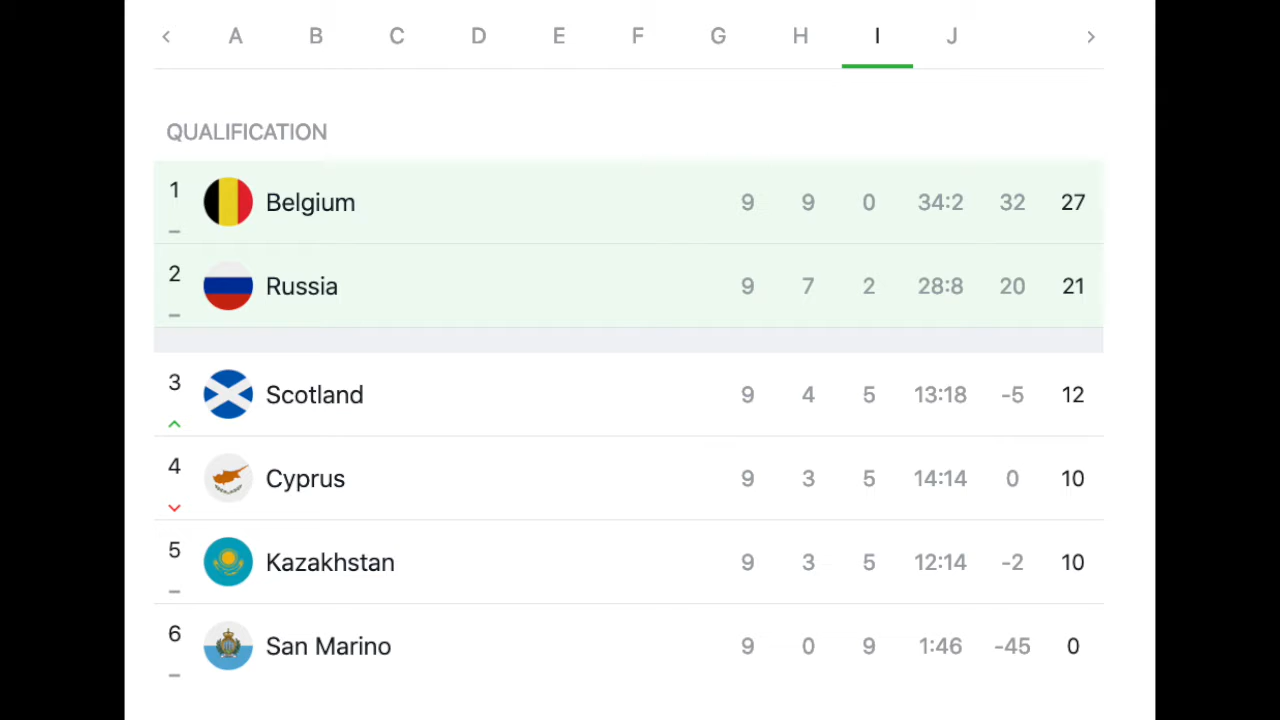 A B C D E F G H I J
QUALIFICATION
1 Belgium 9 9 0 34:2 32 27
2 Russia 9 7 2 28:8 20 21
3 Scotland 9 4 5 13:18 -5 12
4 Cyprus 9 3 5 14:14 0 10
5 Kazakhstan 9 3 5 12:14 -2 10
6 San Marino 9 0 9 1:46 -45 0